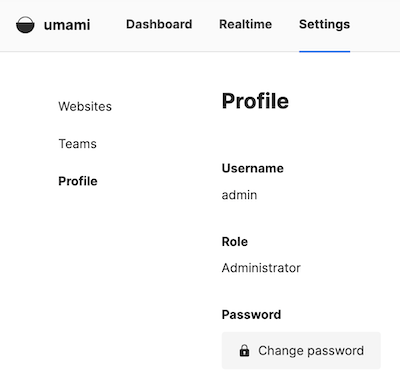 umami Dashboard Realtime Settings
Websites
Teams
Profile
Profile
Username
admin
Role
Administrator
Password
Change password